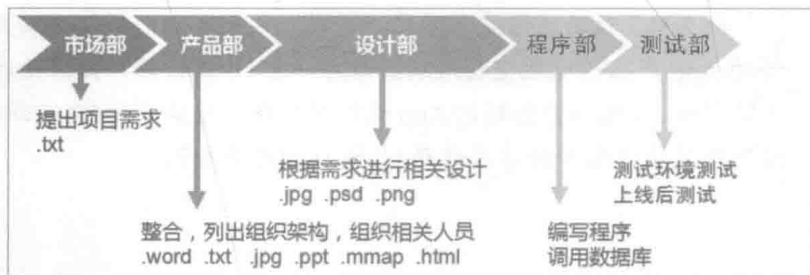 市场部
产品部
设计部
程序部
测试部
提出项目需求
.txt
根据需求进行相关设计
.jpg .psd .png
测试环境测试
上线后测试
整合，列出组织架构，组织相关人员
.word .txt .jpg .ppt .mmap .html
编写程序
调用数据库